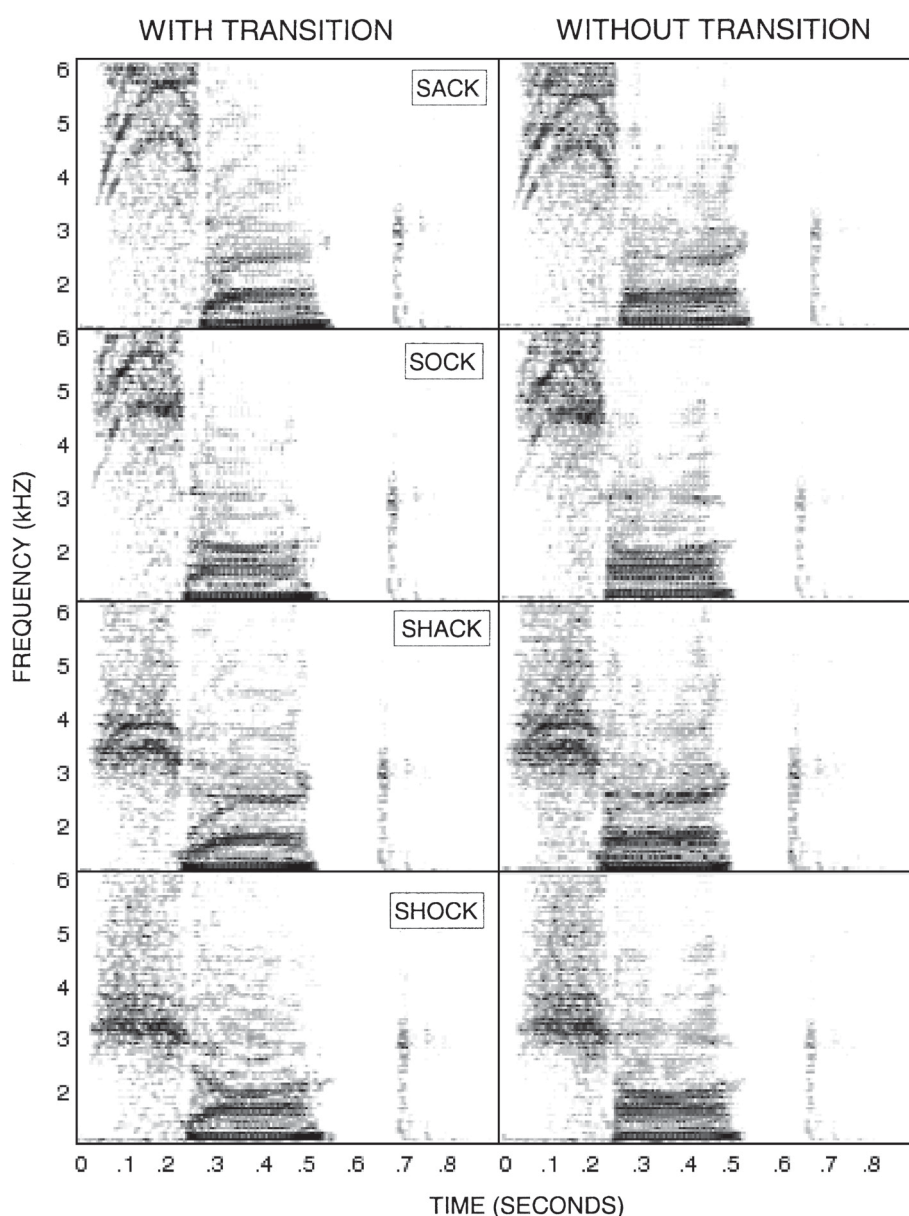 WITH TRANSITION
WITHOUT TRANSITION
6
SACK
5
4
3
2
6
SOCK
5
4
3
2
FREQUENCY (kHZ)
6
SHACK
5
4
3
2
6
SHOCK
5
4
3
2
0 .1 .2 .3 .4 .5 .6 .7 .8
0 .1 .2 .3 .4 .5 .6 .7 .8
TIME (SECONDS)